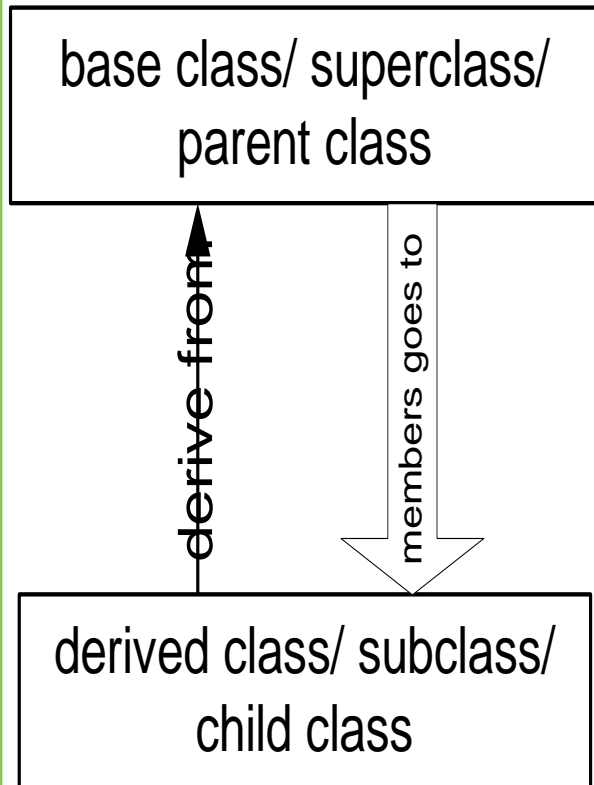 base class/ superclass/
parent class
derive from
members goes to
derived class/ subclass/
child class